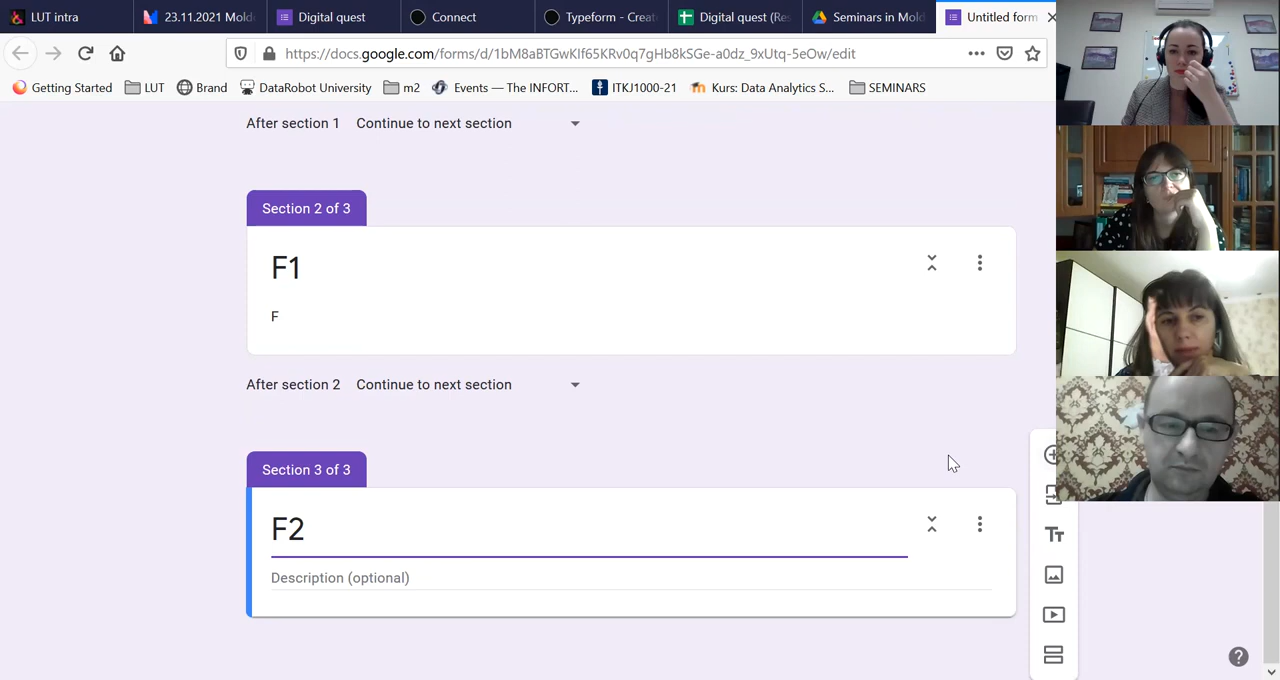 LUT intra
23.11.2021 Mold
Digital quest
Connect
Typeform - Creat
Digital quest (Res
Seminars in Mold
Untitled form
https://docs.google.com/forms/d/1bM8aBTGwKIf65KRv0q7gHb8kSGe-a0dz_9xUtq-5eOw/edit
Getting Started
LUT
Brand
DataRobot University
m2
Events — The INFORT...
ITKJ1000-21
Kurs: Data Analytics S...
SEMINARS
After section 1 Continue to next section
Section 2 of 3
F1
F
After section 2 Continue to next section
Section 3 of 3
F2
Description (optional)
Tт